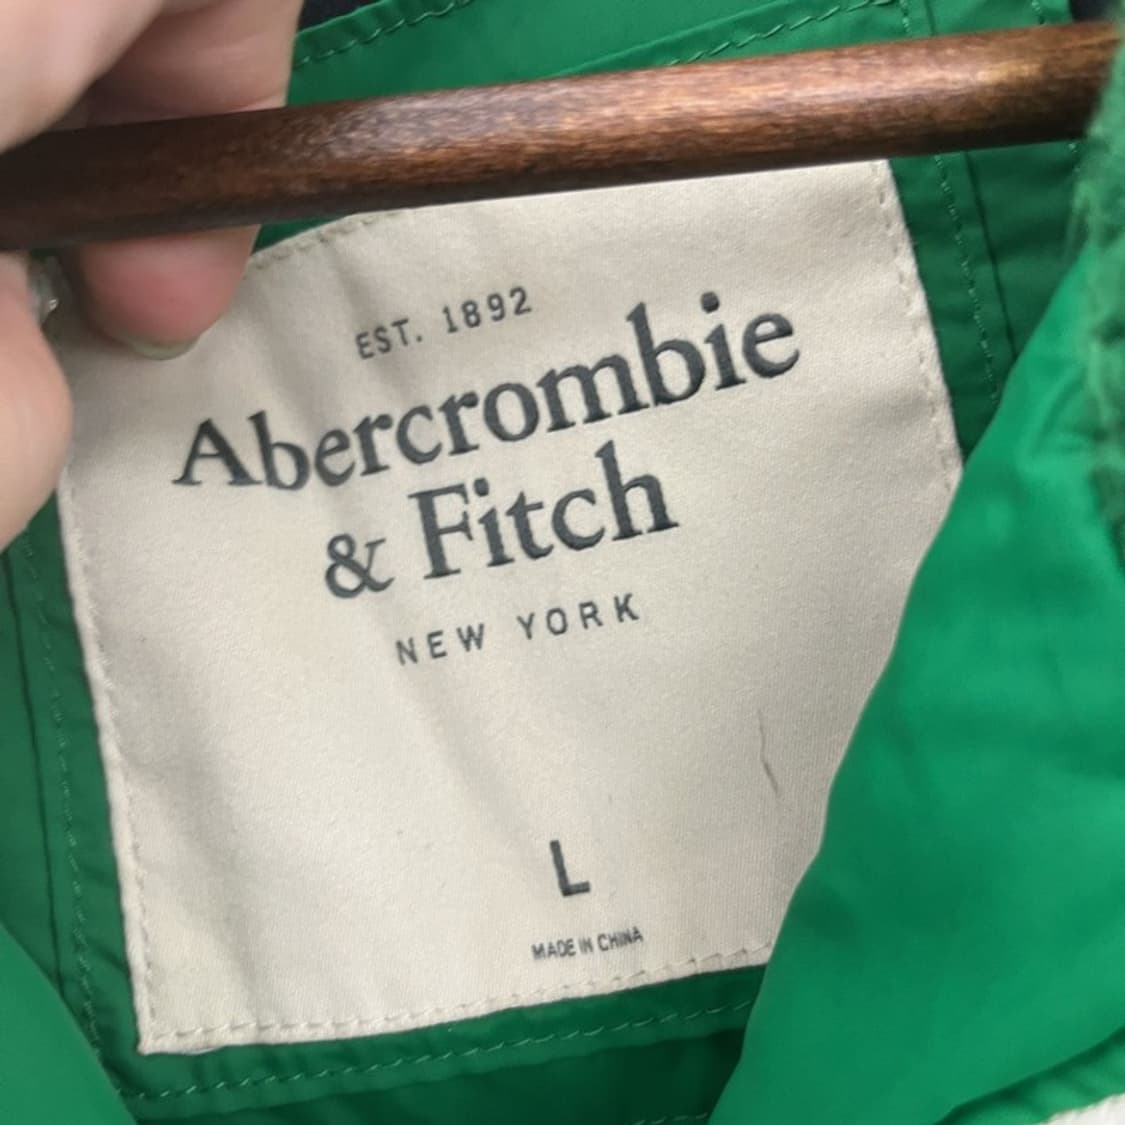 EST. 1892
Abercrombie
& Fitch
NEW YORK
L
MADE IN CHINA